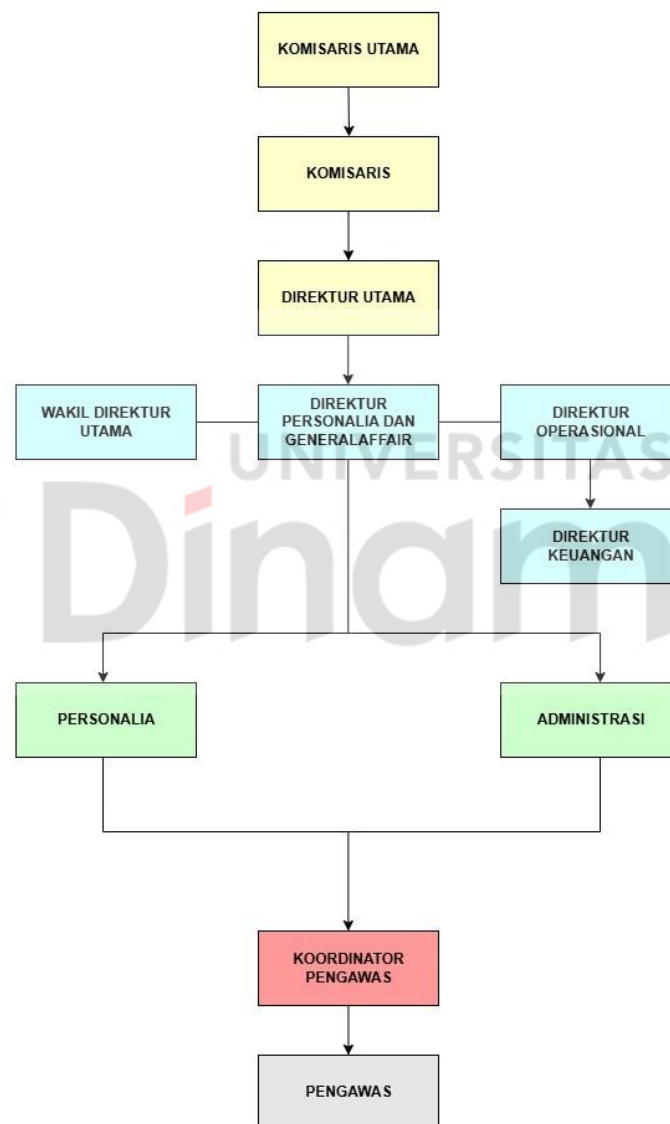 KOMISARIS UTAMA
KOMISARIS
DIREKTUR UTAMA
WAKIL DIREKTUR
UTAMA
DIREKTUR
PERSONALIA DAN
GENERALAFFAIR
DIREKTUR
OPERASIONAL
UNIVERSITAS
Dinam
DIREKTUR
KEUANGAN
PERSONALIA
ADMINISTRASI
KOORDINATOR
PENGAWAS
PENGAWAS